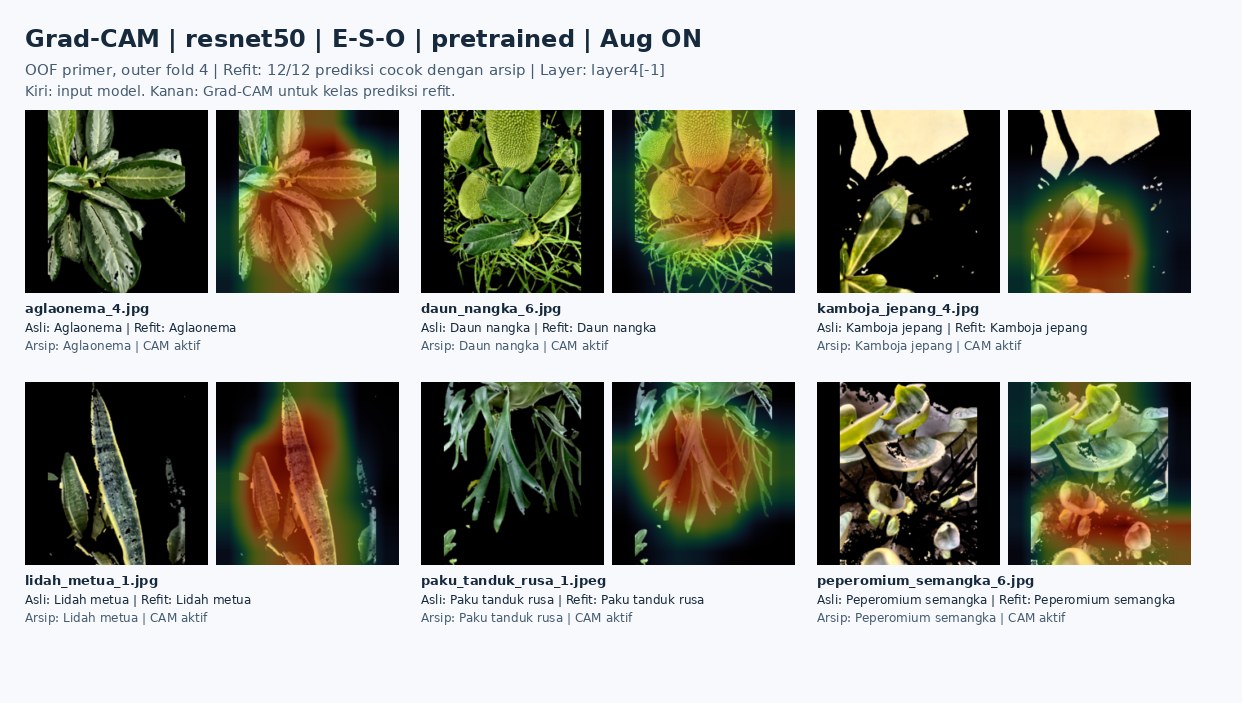 Grad-CAM | resnet50 | E-S-O | pretrained | Aug ON
OOF primer, outer fold 4 | Refit: 12/12 prediksi cocok dengan arsip | Layer: layer4[-1]
Kiri: input model. Kanan: Grad-CAM untuk kelas prediksi refit.
aglaonema_4.jpg
Asli: Aglaonema | Refit: Aglaonema
Arsip: Aglaonema | CAM aktif
daun_nangka_6.jpg
Asli: Daun nangka | Refit: Daun nangka
Arsip: Daun nangka | CAM aktif
kamboja_jepang_4.jpg
Asli: Kamboja jepang | Refit: Kamboja jepang
Arsip: Kamboja jepang | CAM aktif
lidah_metua_1.jpg
Asli: Lidah metua | Refit: Lidah metua
Arsip: Lidah metua | CAM aktif
paku_tanduk_rusa_1.jpeg
Asli: Paku tanduk rusa | Refit: Paku tanduk rusa
Arsip: Paku tanduk rusa | CAM aktif
peperomium_semangka_6.jpg
Asli: Peperomium semangka | Refit: Peperomium semangka
Arsip: Peperomium semangka | CAM aktif